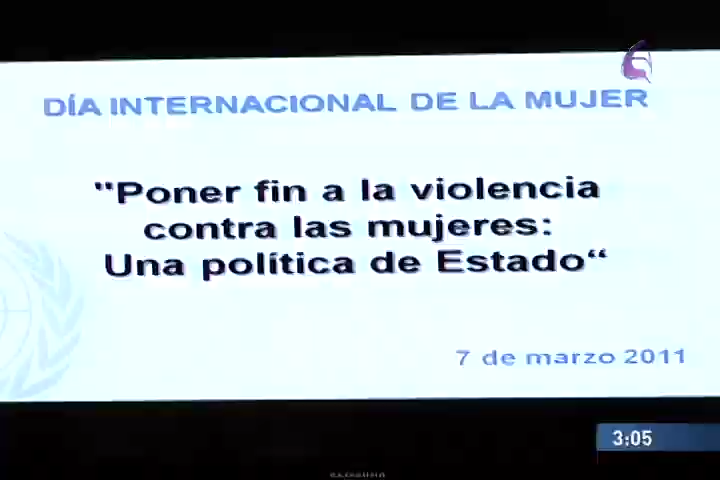 DÍA INTERNACIONAL DE LA MUJER
"Poner fin a la violencia
contra las mujeres:
Una política de Estado“
7 de marzo 2011
3:05